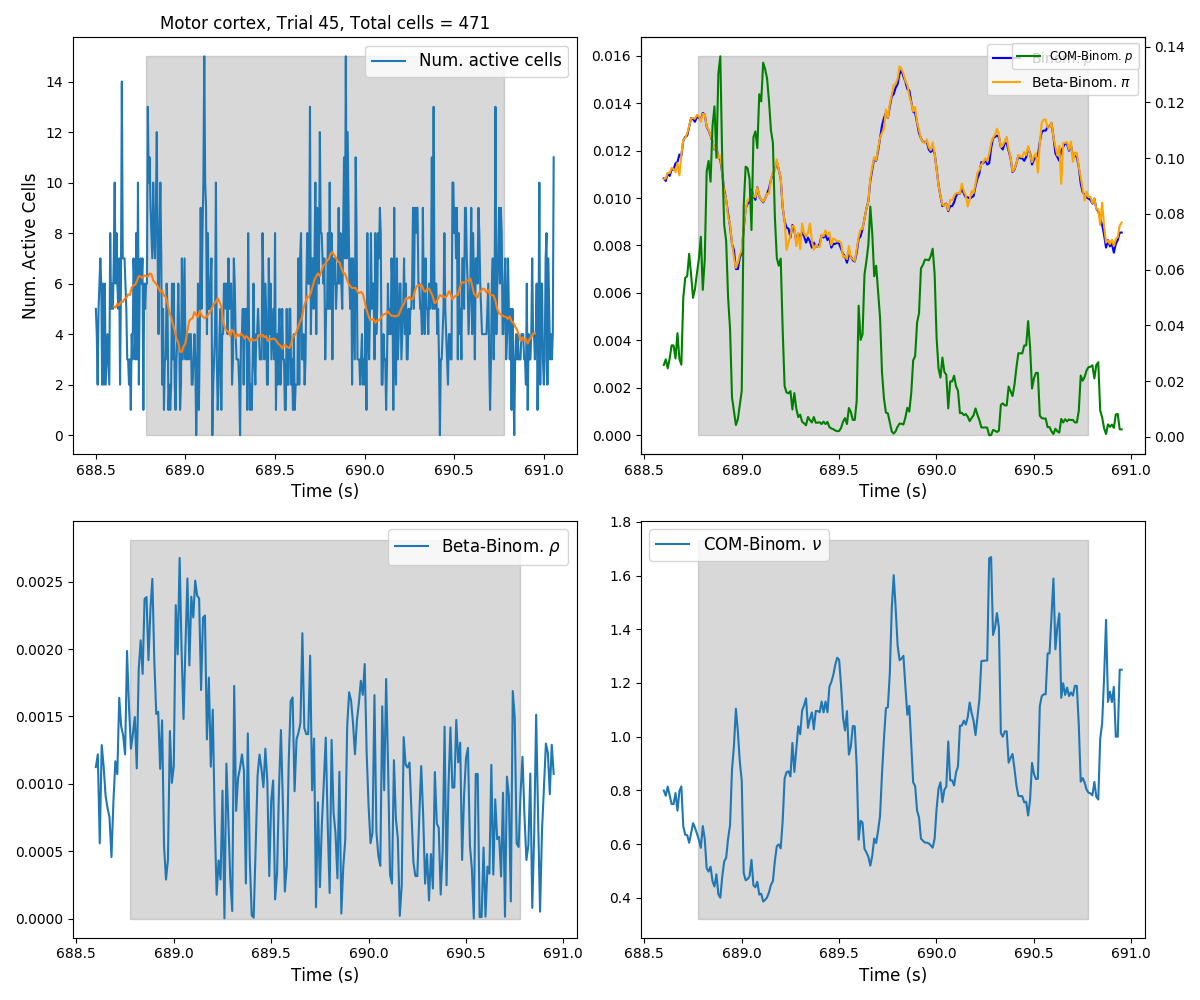 Motor cortex, Trial 45, Total cells = 471
Num. active cells
Num. Active Cells
14
12
10
8
6
4
2
0
688.5 689.0 689.5 690.0 690.5 691.0
Time (s)
COM-Binom. p
Binom. p
Beta-Binom. π
0.016
0.014
0.012
0.010
0.008
0.006
0.004
0.002
0.000
0.14
0.12
0.10
0.08
0.06
0.04
0.02
0.00
688.5 689.0 689.5 690.0 690.5 691.0
Time (s)
Beta-Binom. ρ
0.0025
0.0020
0.0015
0.0010
0.0005
0.0000
688.5 689.0 689.5 690.0 690.5 691.0
Time (s)
COM-Binom. ν
1.8
1.6
1.4
1.2
1.0
0.8
0.6
0.4
688.5 689.0 689.5 690.0 690.5 691.0
Time (s)